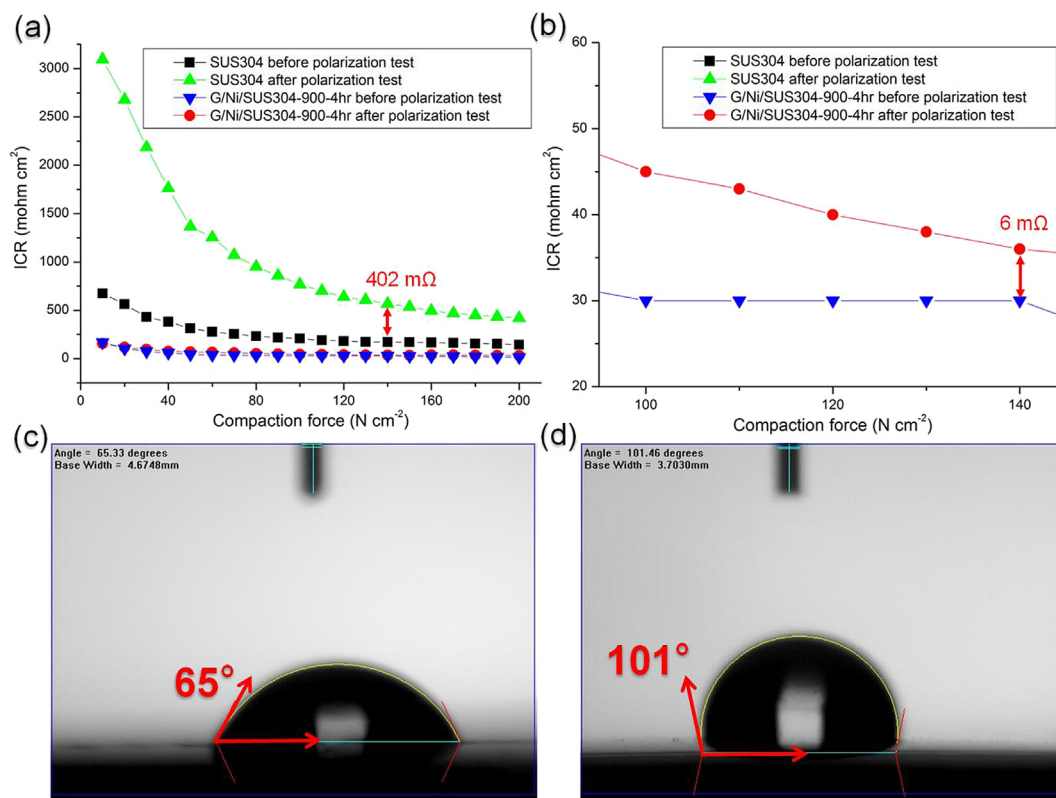 (a)
SUS304 before polarization test
SUS304 after polarization test
G/Ni/SUS304-900-4hr before polarization test
G/Ni/SUS304-900-4hr after polarization test
3000
2500
2000
1500
1000
500
0
ICR (mohm cm²)
402 mΩ
0 40 80 120 160 200
Compaction force (N cm⁻²)
(b)
SUS304 before polarization test
SUS304 after polarization test
G/Ni/SUS304-900-4hr before polarization test
G/Ni/SUS304-900-4hr after polarization test
60
50
40
30
20
ICR (mohm cm²)
6 mΩ
100 120 140
Compaction force (N cm⁻²)
(c)
Angle = 65.33 degrees
Base Width = 4.6748mm
65°
(d)
Angle = 101.46 degrees
Base Width = 3.7030mm
101°